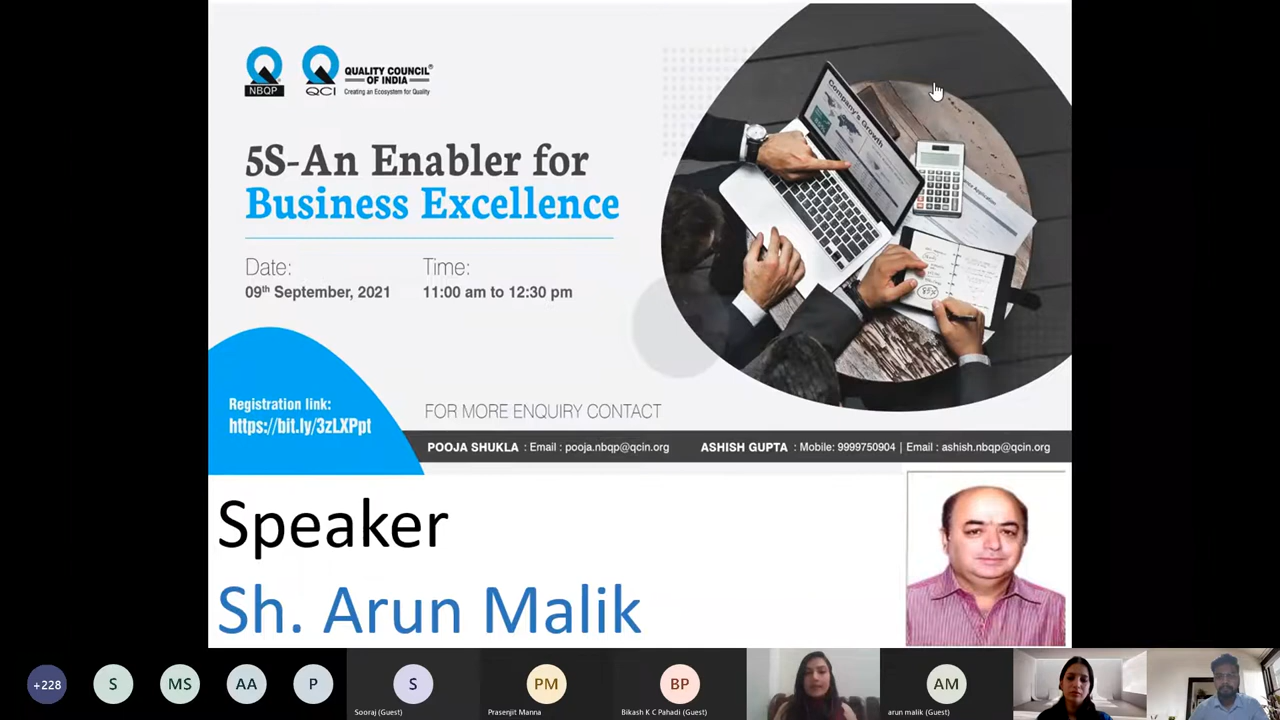 NBQP
QCI
QUALITY COUNCIL®
OF INDIA
Creating an Ecosystem for Quality
5S-An Enabler for
Business Excellence
Date:
09th September, 2021
Time:
11:00 am to 12:30 pm
Company's Growth
Registration link:
https://bit.ly/3zLXPpt
FOR MORE ENQUIRY CONTACT
POOJA SHUKLA : Email : pooja.nbqp@qcin.org
ASHISH GUPTA : Mobile: 9999750904 | Email : ashish.nbqp@qcin.org
Speaker
Sh. Arun Malik
+228
S
MS
AA
P
S
Sooraj (Guest)
PM
Prasenjit Manna
BP
Bikash K C Pahadi (Guest)
AM
arun malik (Guest)